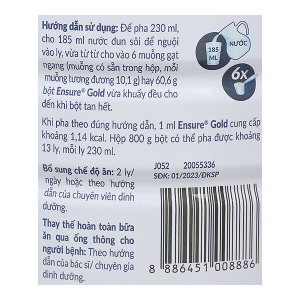 Hướng dẫn sử dụng: Để pha 230 ml,
cho 185 ml nước đun sôi để nguội
vào ly, vừa từ từ cho vào 6 muỗng gạt
ngang (muỗng có sẵn trong hộp, mỗi
muỗng tương đương 10,1 g) hay 60,6 g
bột Ensure® Gold vừa khuấy đều cho
đến khi bột tan hết.
185 ML
NƯỚC
6X
Khi pha theo đúng hướng dẫn, 1 ml Ensure® Gold cung cấp
khoảng 1,14 kcal. Hộp 800 g bột có thể pha được khoảng
13 ly, mỗi ly 230 ml.
Bổ sung chế độ ăn: 2 ly/
ngày hoặc theo hướng
dẫn của chuyên viên dinh
dưỡng.
Thay thế hoàn toàn bữa
ăn qua ống thông cho
người bệnh: Theo hướng
dẫn của bác sĩ/ chuyên gia
dinh dưỡng.
J052 20055336
SĐK: 01/2023/ĐKSP
8 886451 008886